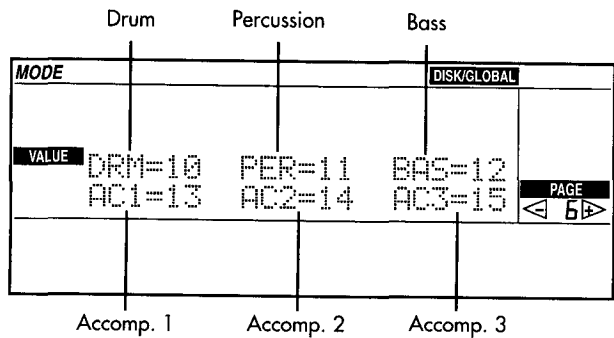 Drum Percussion Bass
MODE DISK/GLOBAL
VALUE DRM=10 PER=11 BAS=12
AC1=13 AC2=14 AC3=15
PAGE
- 6 +
Accomp. 1 Accomp. 2 Accomp. 3